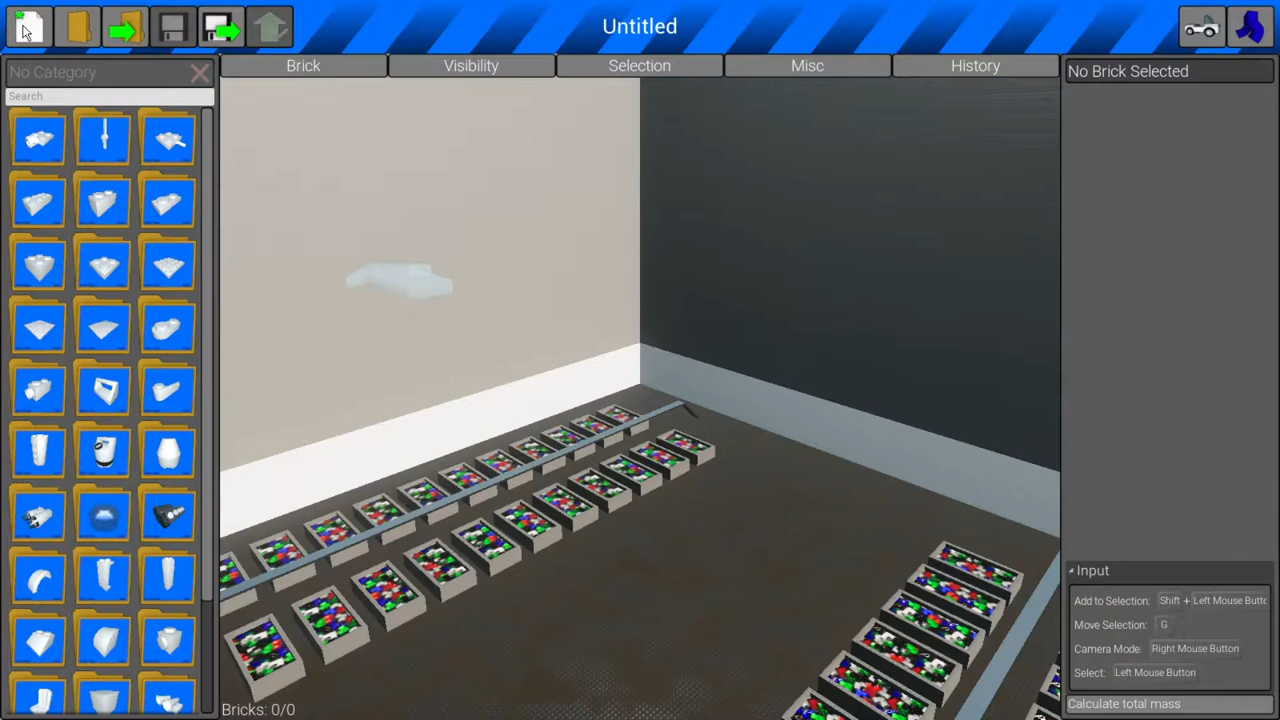 Untitled
No Category
Search
Brick
Visibility
Selection
Misc
History
No Brick Selected
Input
Add to Selection: Shift + Left Mouse Butto
Move Selection: G
Camera Mode: Right Mouse Button
Select: Left Mouse Button
Calculate total mass
Bricks: 0/0